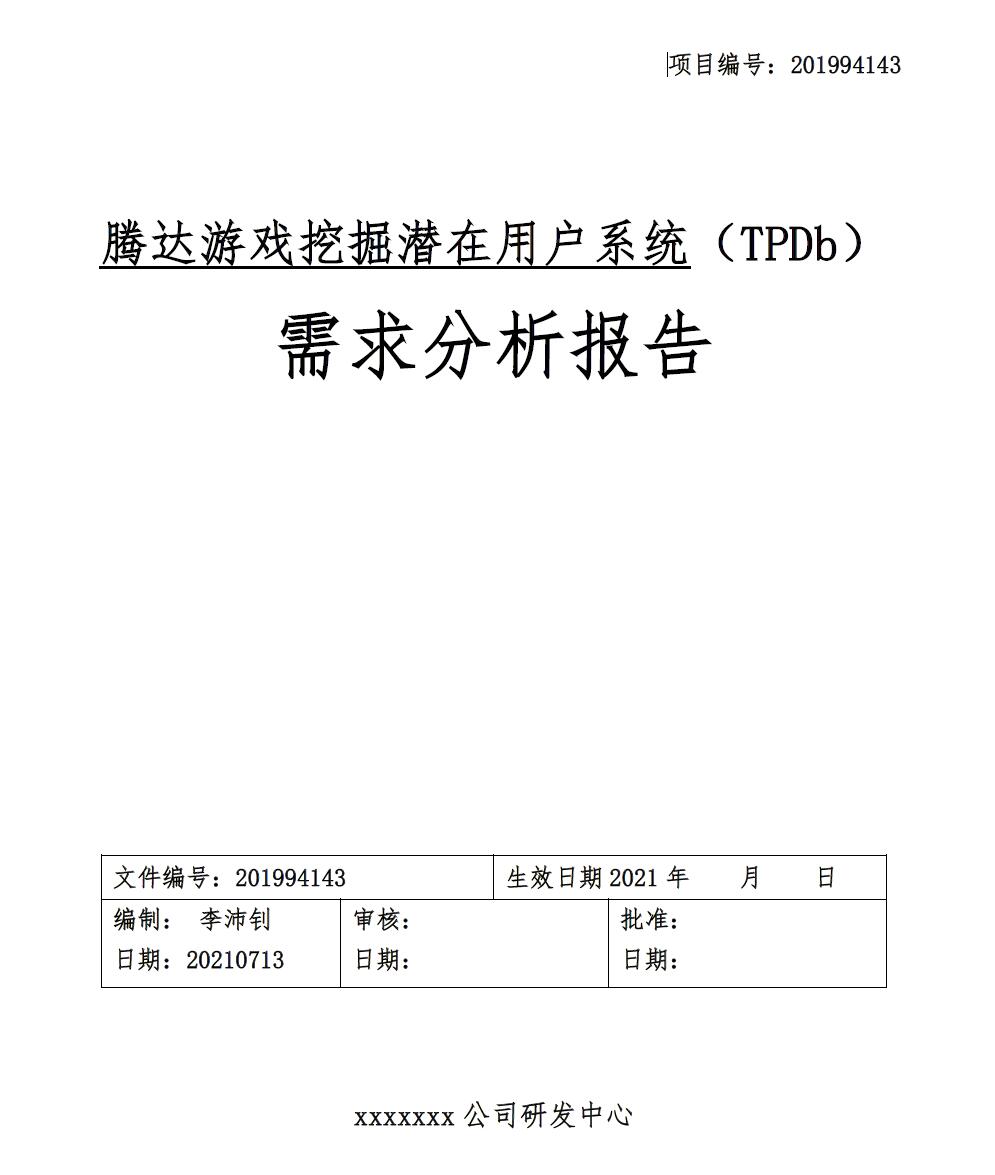 项目编号：201994143
腾达游戏挖掘潜在用户系统（TPDb）
需求分析报告
文件编号：201994143 生效日期 2021 年 月 日
编制： 李沛钊 审核： 批准：
日期：20210713 日期： 日期：
xxxxxxx 公司研发中心